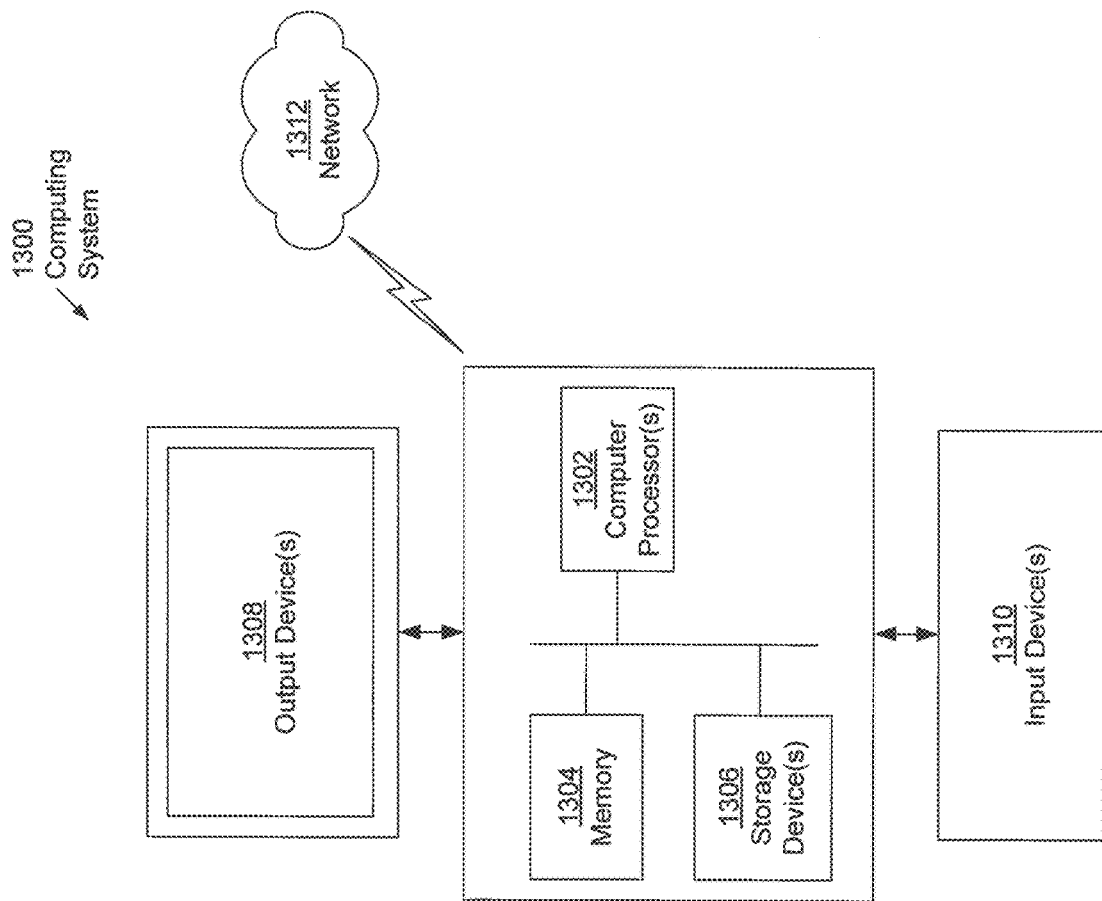 1300
Computing
System
1308
Output Device(s)
1312
Network
1302
Computer
Processor(s)
1304
Memory
1306
Storage
Device(s)
1310
Input Device(s)